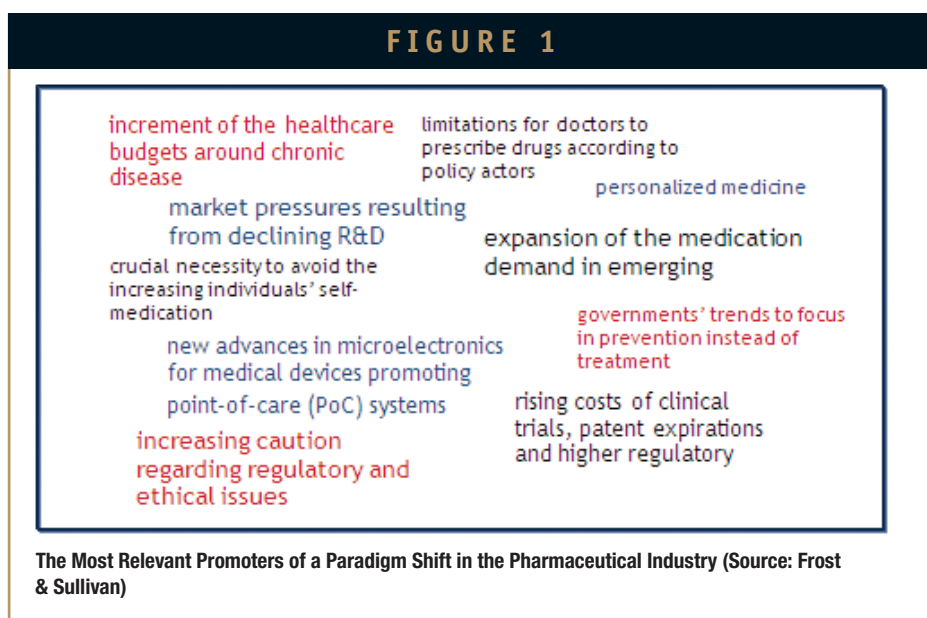 FIGURE 1
increment of the healthcare
budgets around chronic
disease
limitations for doctors to
prescribe drugs according to
policy actors
personalized medicine
market pressures resulting
from declining R&D
expansion of the medication
demand in emerging
crucial necessity to avoid the
increasing individuals' self-
medication
governments' trends to focus
in prevention instead of
treatment
new advances in microelectronics
for medical devices promoting
point-of-care (PoC) systems
rising costs of clinical
trials, patent expirations
and higher regulatory
increasing caution
regarding regulatory and
ethical issues
The Most Relevant Promoters of a Paradigm Shift in the Pharmaceutical Industry (Source: Frost
& Sullivan)